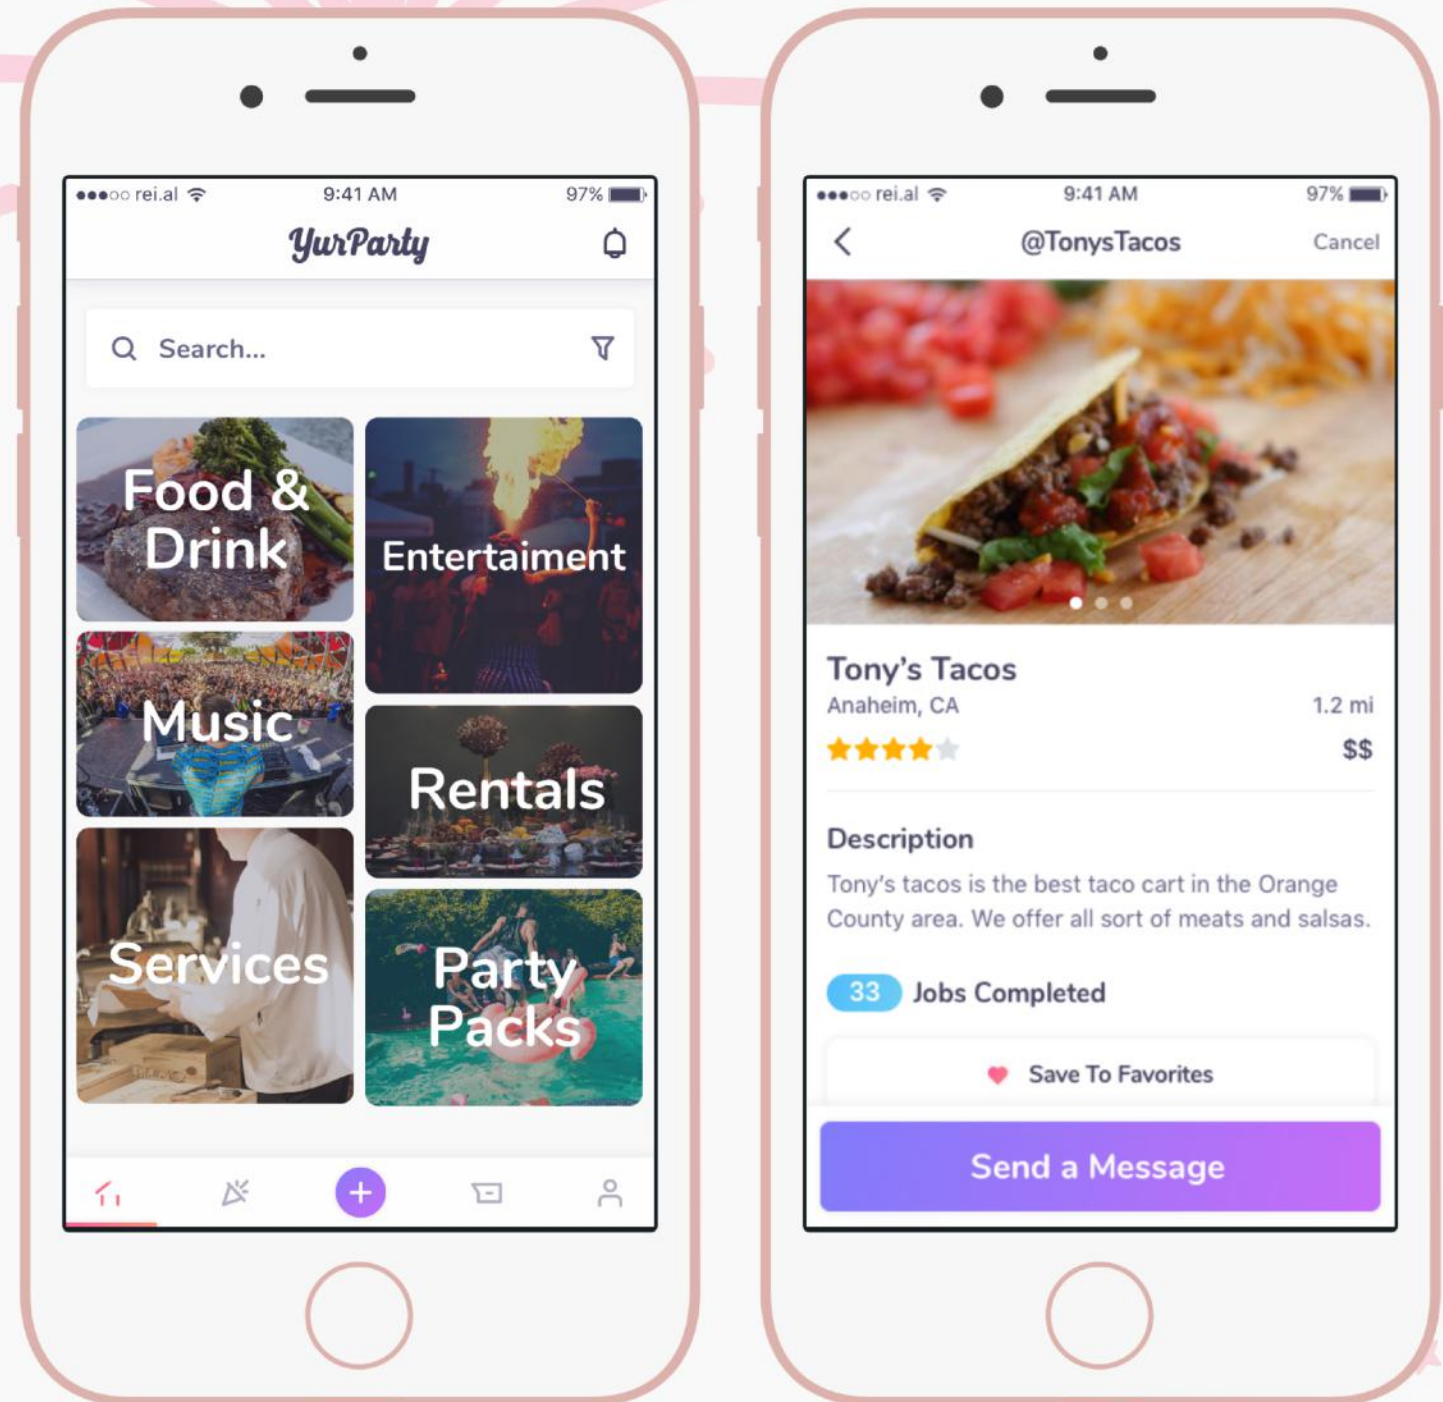 rei.al
9:41 AM
97%
YurParty
Search...
Food &
Drink
Entertaiment
Music
Rentals
Services
Party
Packs
rei.al
9:41 AM
97%
@TonysTacos
Cancel
Tony's Tacos
Anaheim, CA
1.2 mi
$$
Description
Tony's tacos is the best taco cart in the Orange
County area. We offer all sort of meats and salsas.
33 Jobs Completed
Save To Favorites
Send a Message